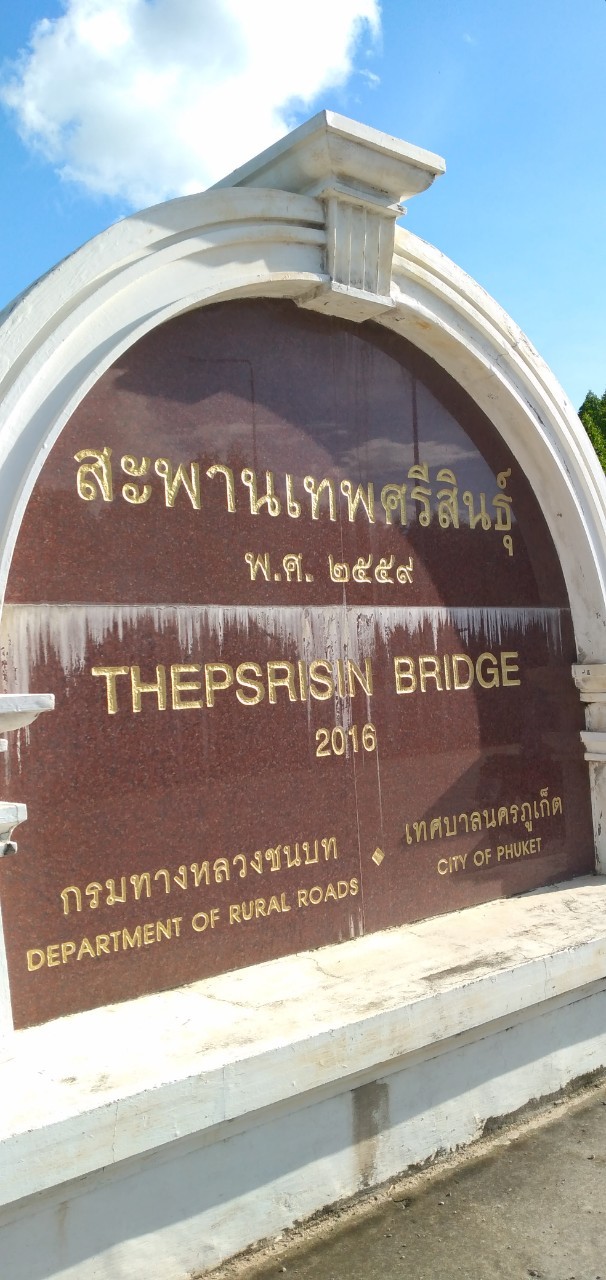 สะพานเทพศรีสินธุ์
พ.ศ. ๒๕๕๙
THEPSRISIN BRIDGE
2016
กรมทางหลวงชนบท ◆ เทศบาลนครภูเก็ต
DEPARTMENT OF RURAL ROADS CITY OF PHUKET